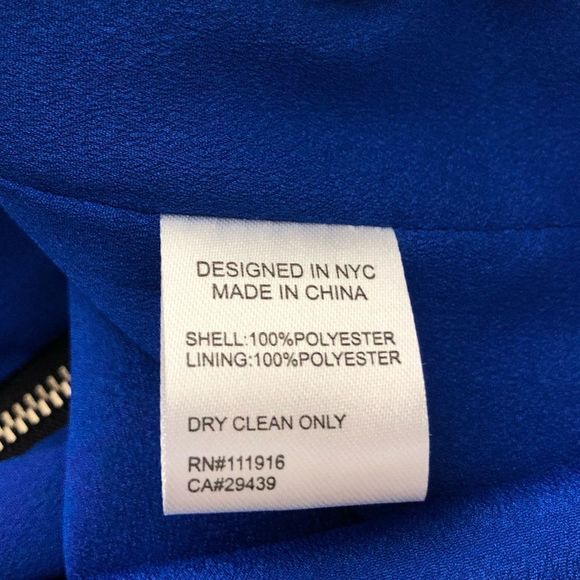 DESIGNED IN NYC
MADE IN CHINA
SHELL:100%POLYESTER
LINING:100%POLYESTER
DRY CLEAN ONLY
RN#111916
CA#29439